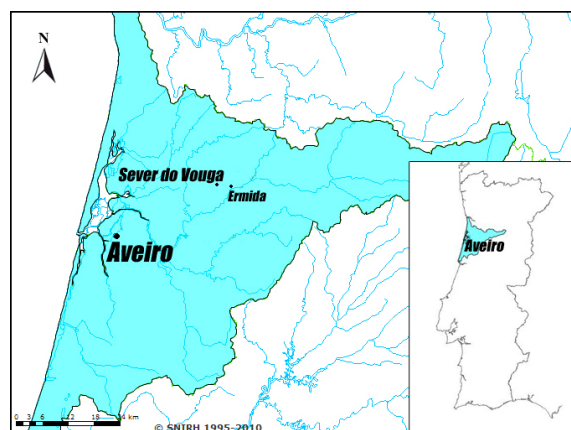 N
Sever do Vouga
Ermida
Aveiro
Aveiro
0 3 6 12 18 24 km
© SNIRH 1995-2010